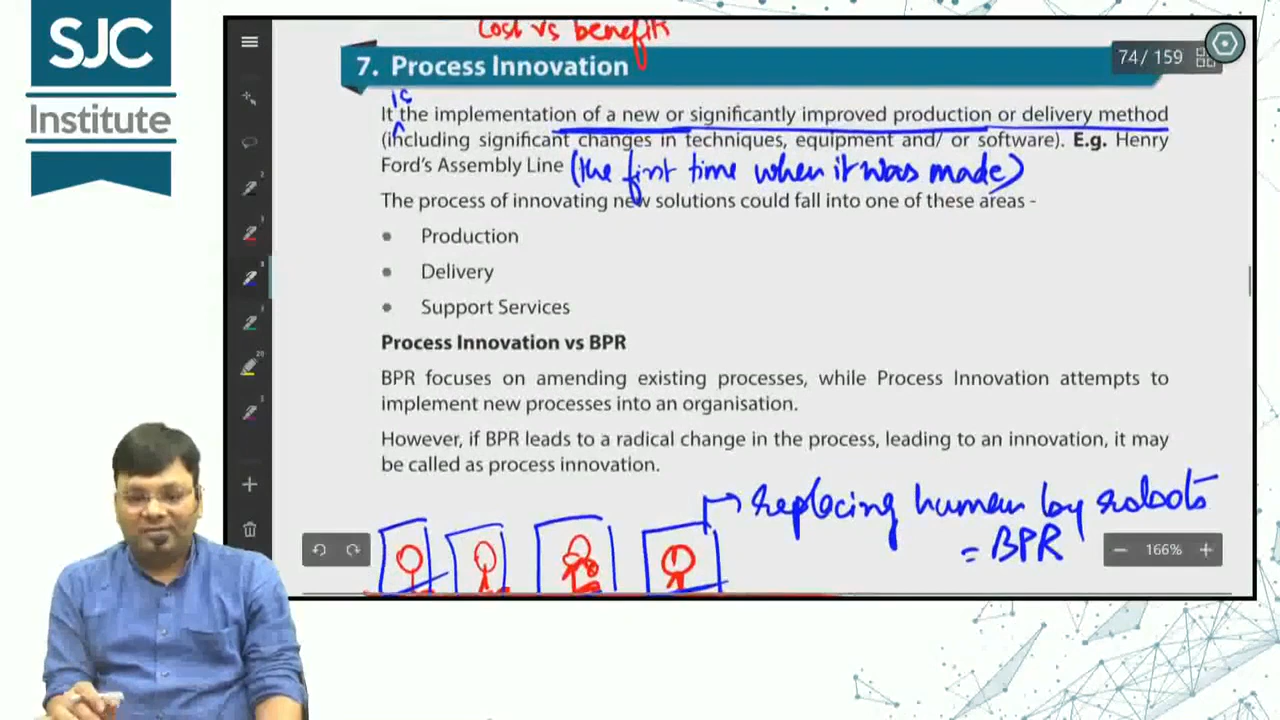 SJC
Institute
Cost vs benefits
7. Process Innovation
74/159
is
It the implementation of a new or significantly improved production or delivery method
(including significant changes in techniques, equipment and/ or software). E.g. Henry
Ford's Assembly Line (the first time when it was made)
The process of innovating new solutions could fall into one of these areas -
• Production
• Delivery
• Support Services
Process Innovation vs BPR
BPR focuses on amending existing processes, while Process Innovation attempts to
implement new processes into an organisation.
However, if BPR leads to a radical change in the process, leading to an innovation, it may
be called as process innovation.
replacing human by robots
= BPR
166%